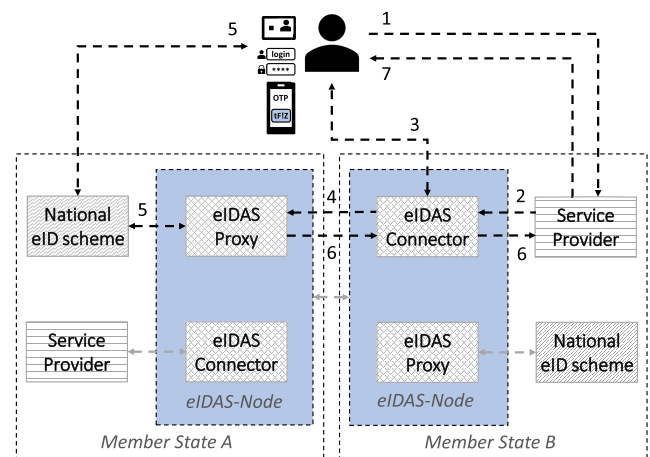 5
1
login
****
7
OTP
tF!Z
3
National
eID scheme
5
eIDAS
Proxy
4
6
eIDAS
Connector
2
6
Service
Provider
Service
Provider
eIDAS
Connector
eIDAS
Proxy
National
eID scheme
eIDAS-Node
eIDAS-Node
Member State A
Member State B